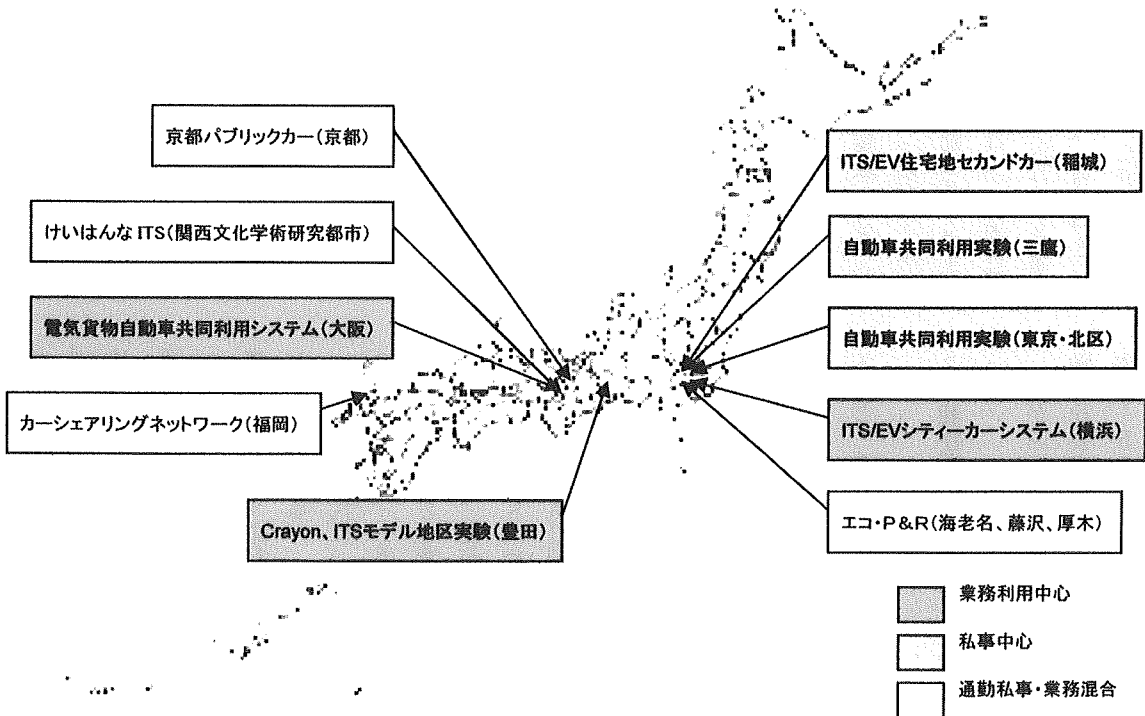 京都パブリックカー(京都)
けいはんなITS(関西文化学術研究都市)
電気貨物自動車共同利用システム(大阪)
カーシェアリングネットワーク(福岡)
Crayon、ITSモデル地区実験(豊田)
ITS/EV住宅地セカンドカー(稲城)
自動車共同利用実験(三鷹)
自動車共同利用実験(東京・北区)
ITS/EVシティーカーシステム(横浜)
エコ・P&R(海老名、藤沢、厚木)
業務利用中心
私事中心
通勤私事・業務混合